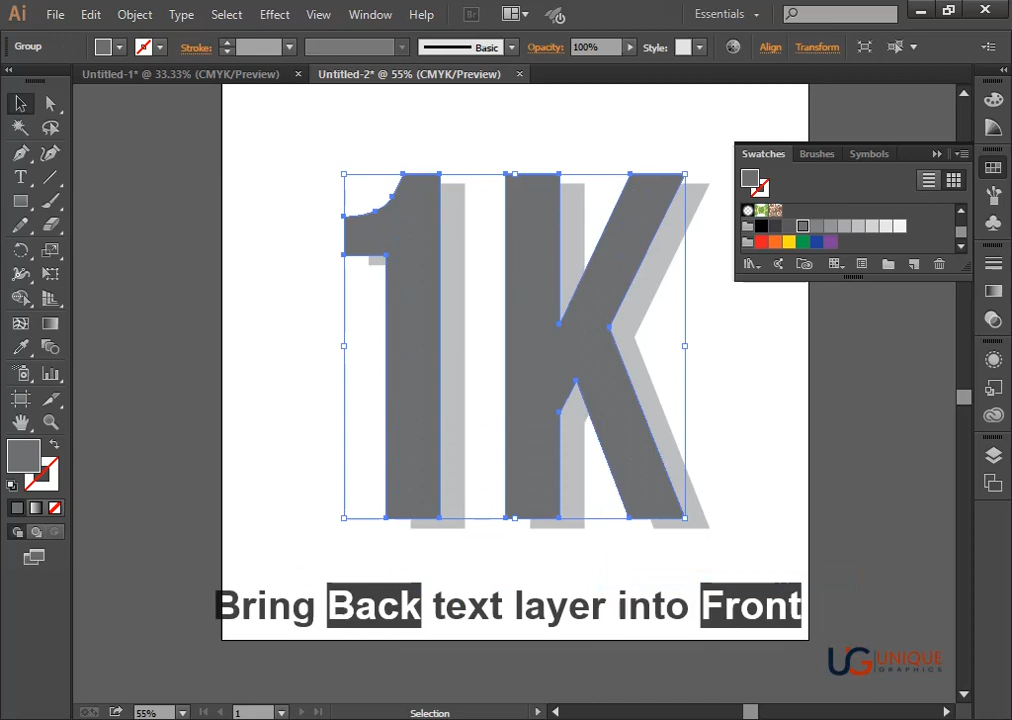 Ai File Edit Object Type Select Effect View Window Help Br Essentials
Group Stroke: Basic Opacity: 100% Style: Align Transform
Untitled-1* @ 33.33% (CMYK/Preview) × Untitled-2* @ 55% (CMYK/Preview) ×
Swatches Brushes Symbols
1K
Bring Back text layer into Front
UG UNIQUE
GRAPHICS
55% 1 Selection